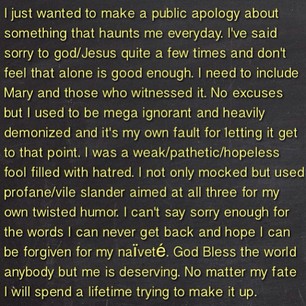 I just wanted to make a public apology about
something that haunts me everyday. I've said
sorry to god/Jesus quite a few times and don't
feel that alone is good enough. I need to include
Mary and those who witnessed it. No excuses
but I used to be mega ignorant and heavily
demonized and it's my own fault for letting it get
to that point. I was a weak/pathetic/hopeless
fool filled with hatred. I not only mocked but used
profane/vile slander aimed at all three for my
own twisted humor. I can't say sorry enough for
the words I can never get back and hope I can
be forgiven for my naïveté. God Bless the world
anybody but me is deserving. No matter my fate
I will spend a lifetime trying to make it up.